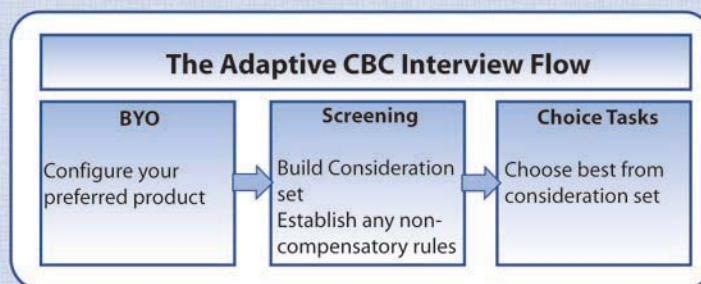 The Adaptive CBC Interview Flow
BYO
Configure your
preferred product
Screening
Build Consideration
set
Establish any non-
compensatory rules
Choice Tasks
Choose best from
consideration set